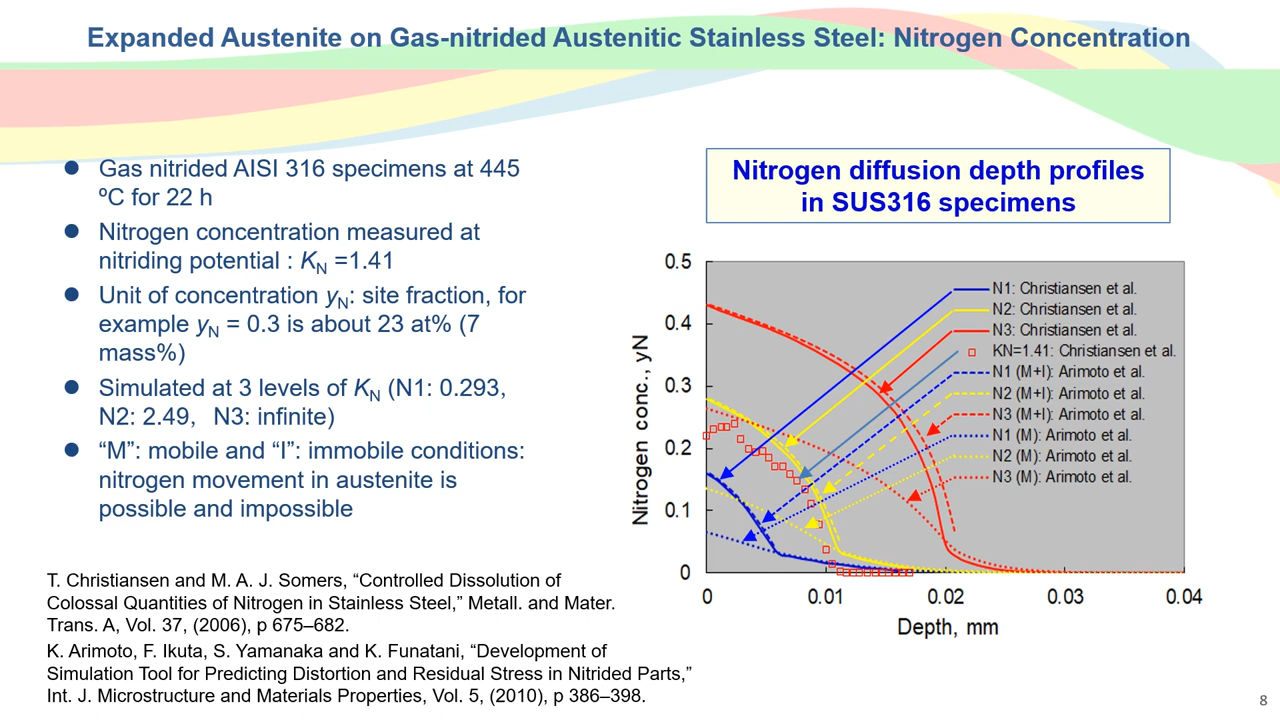 Expanded Austenite on Gas-nitrided Austenitic Stainless Steel: Nitrogen Concentration
● Gas nitrided AISI 316 specimens at 445
ºC for 22 h
● Nitrogen concentration measured at
nitriding potential : KN =1.41
● Unit of concentration yN: site fraction, for
example yN = 0.3 is about 23 at% (7
mass%)
● Simulated at 3 levels of KN (N1: 0.293,
N2: 2.49, N3: infinite)
● “M”: mobile and “I”: immobile conditions:
nitrogen movement in austenite is
possible and impossible
T. Christiansen and M. A. J. Somers, “Controlled Dissolution of
Colossal Quantities of Nitrogen in Stainless Steel,” Metall. and Mater.
Trans. A, Vol. 37, (2006), p 675–682.
K. Arimoto, F. Ikuta, S. Yamanaka and K. Funatani, “Development of
Simulation Tool for Predicting Distortion and Residual Stress in Nitrided Parts,”
Int. J. Microstructure and Materials Properties, Vol. 5, (2010), p 386–398.
Nitrogen diffusion depth profiles
in SUS316 specimens
Nitrogen conc., yN
0.5
0.4
0.3
0.2
0.1
0
N1: Christiansen et al.
N2: Christiansen et al.
N3: Christiansen et al.
KN=1.41: Christiansen et al.
N1 (M+I): Arimoto et al.
N2 (M+I): Arimoto et al.
N3 (M+I): Arimoto et al.
N1 (M): Arimoto et al.
N2 (M): Arimoto et al.
N3 (M): Arimoto et al.
0 0.01 0.02 0.03 0.04
Depth, mm
8